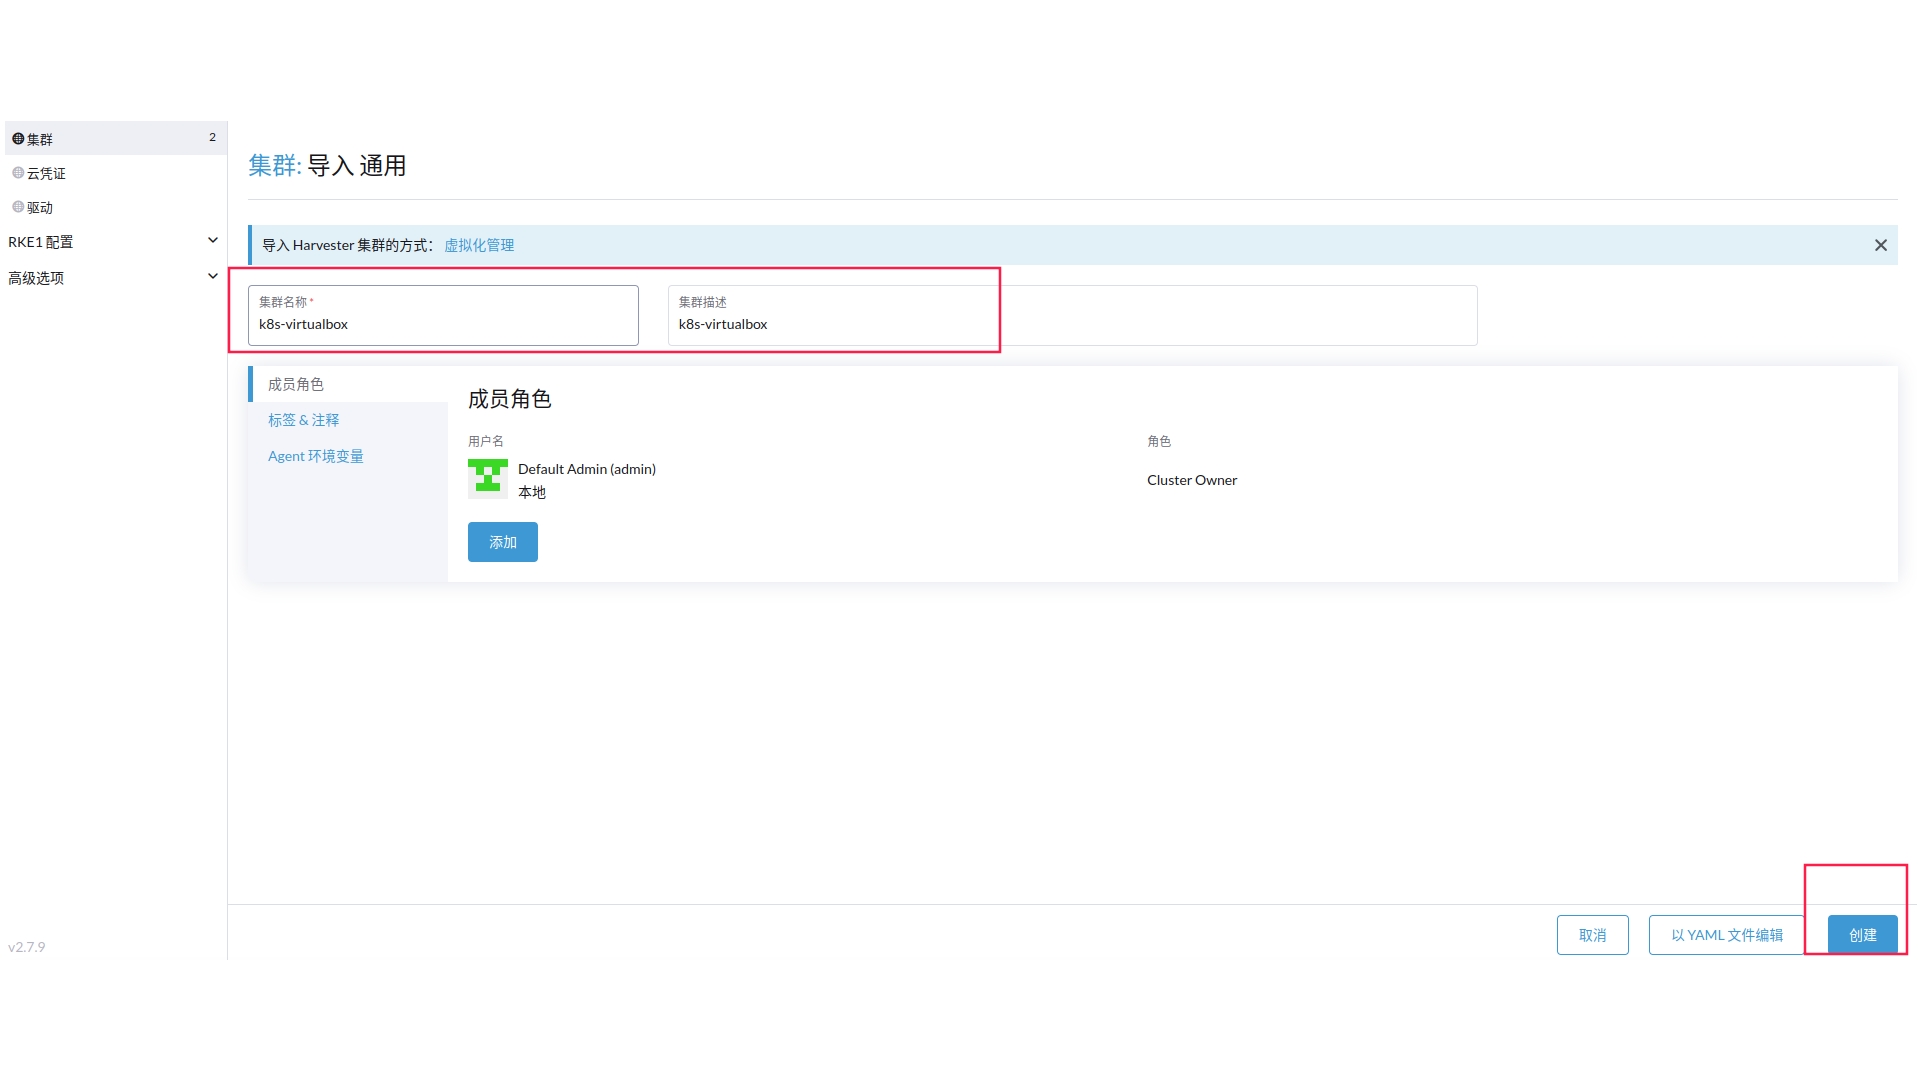 集群 2
云凭证
驱动
RKE1 配置
高级选项
v2.7.9
集群: 导入 通用
导入 Harvester 集群的方式： 虚拟化管理
集群名称 *
k8s-virtualbox
集群描述
k8s-virtualbox
成员角色
标签 & 注释
Agent 环境变量
成员角色
用户名 角色
Default Admin (admin)
本地
Cluster Owner
添加
取消 以 YAML 文件编辑 创建